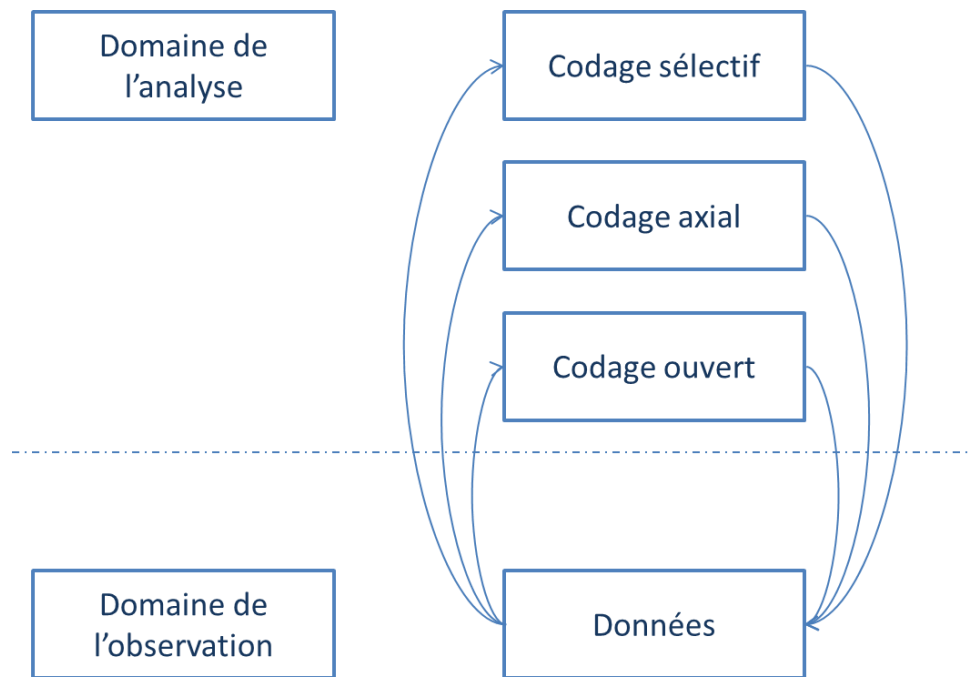 Domaine de
l’analyse
Codage sélectif
Codage axial
Codage ouvert
Domaine de
l’observation
Données